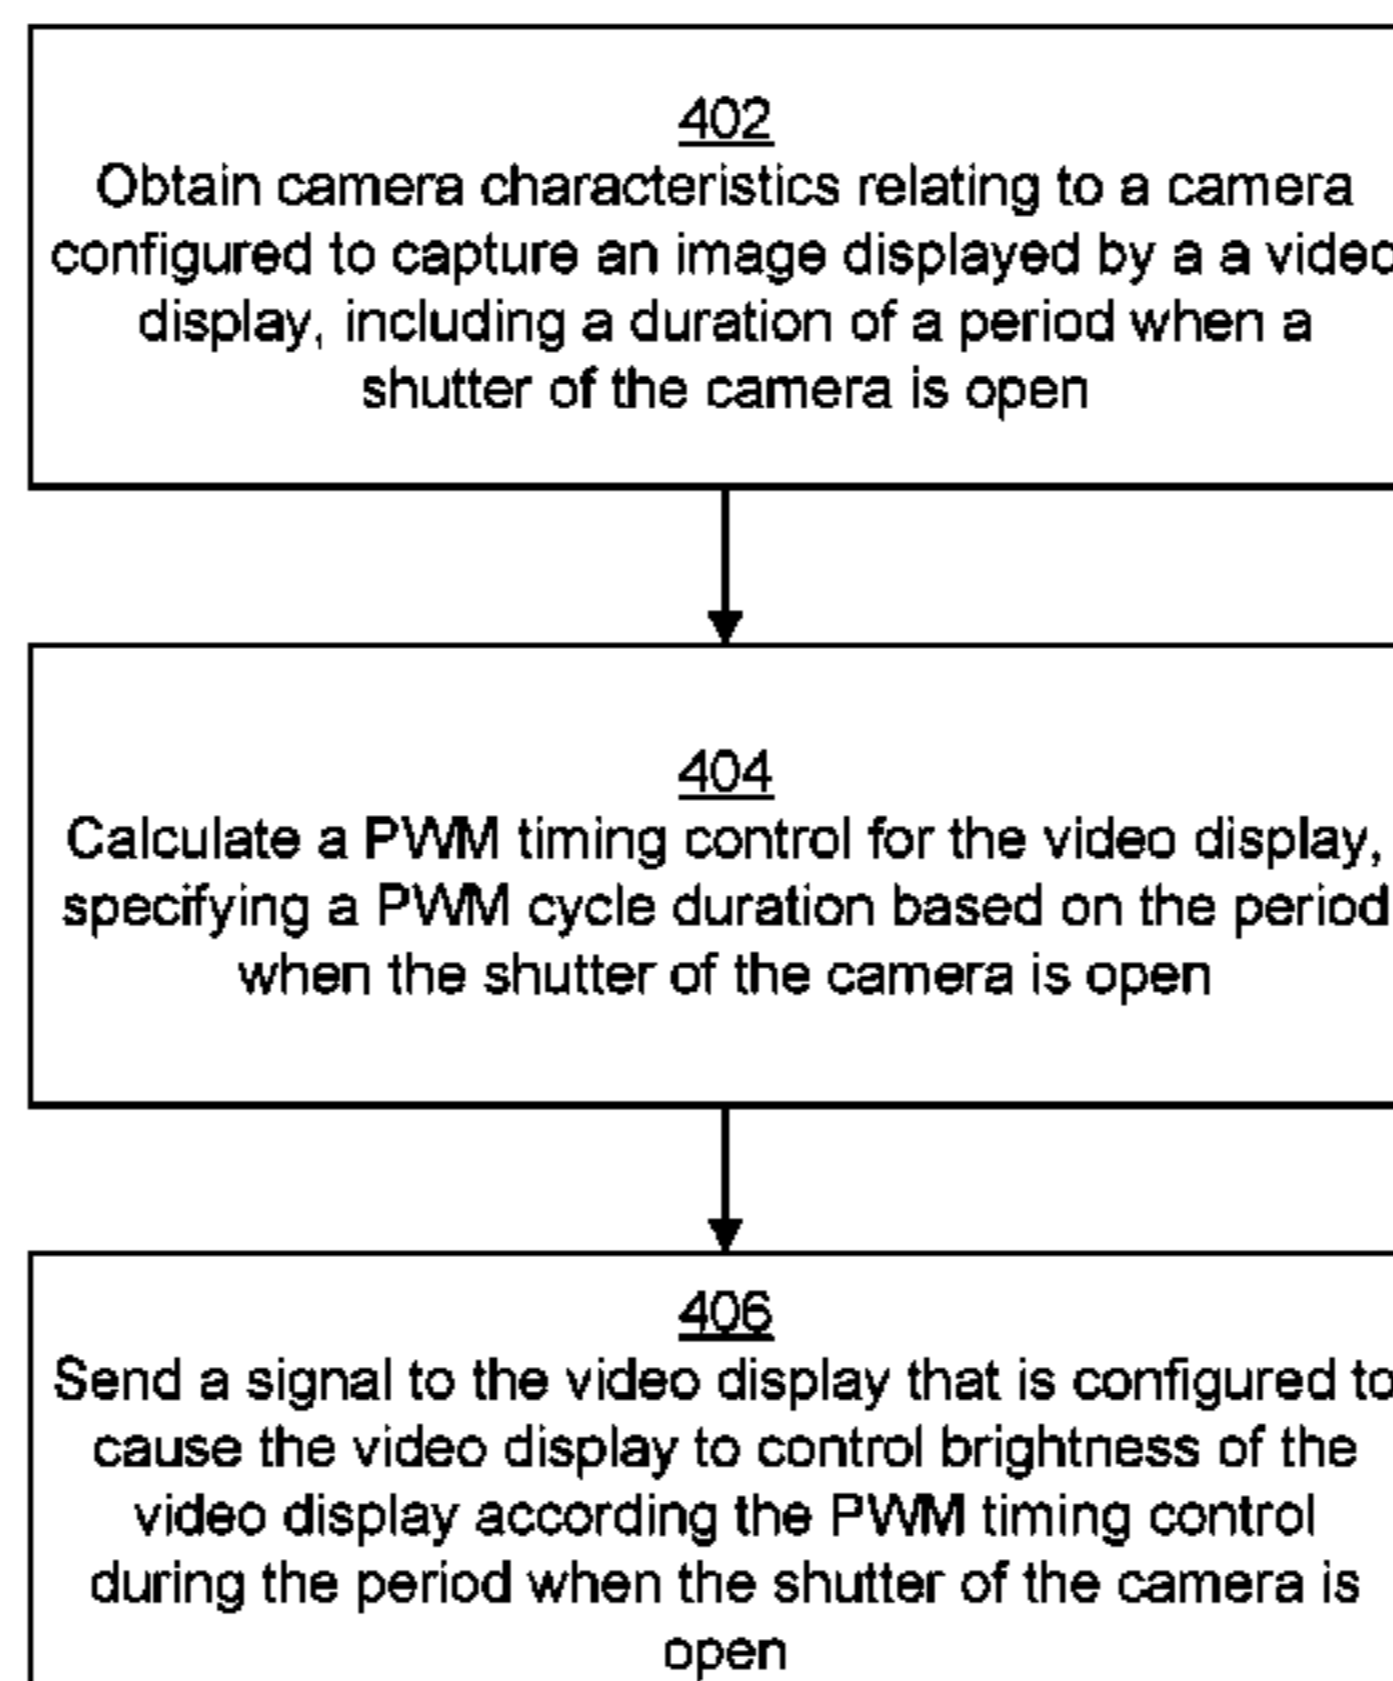 402
Obtain camera characteristics relating to a camera
configured to capture an image displayed by a a video
display, including a duration of a period when a
shutter of the camera is open
404
Calculate a PWM timing control for the video display,
specifying a PWM cycle duration based on the period
when the shutter of the camera is open
406
Send a signal to the video display that is configured to
cause the video display to control brightness of the
video display according the PWM timing control
during the period when the shutter of the camera is
open